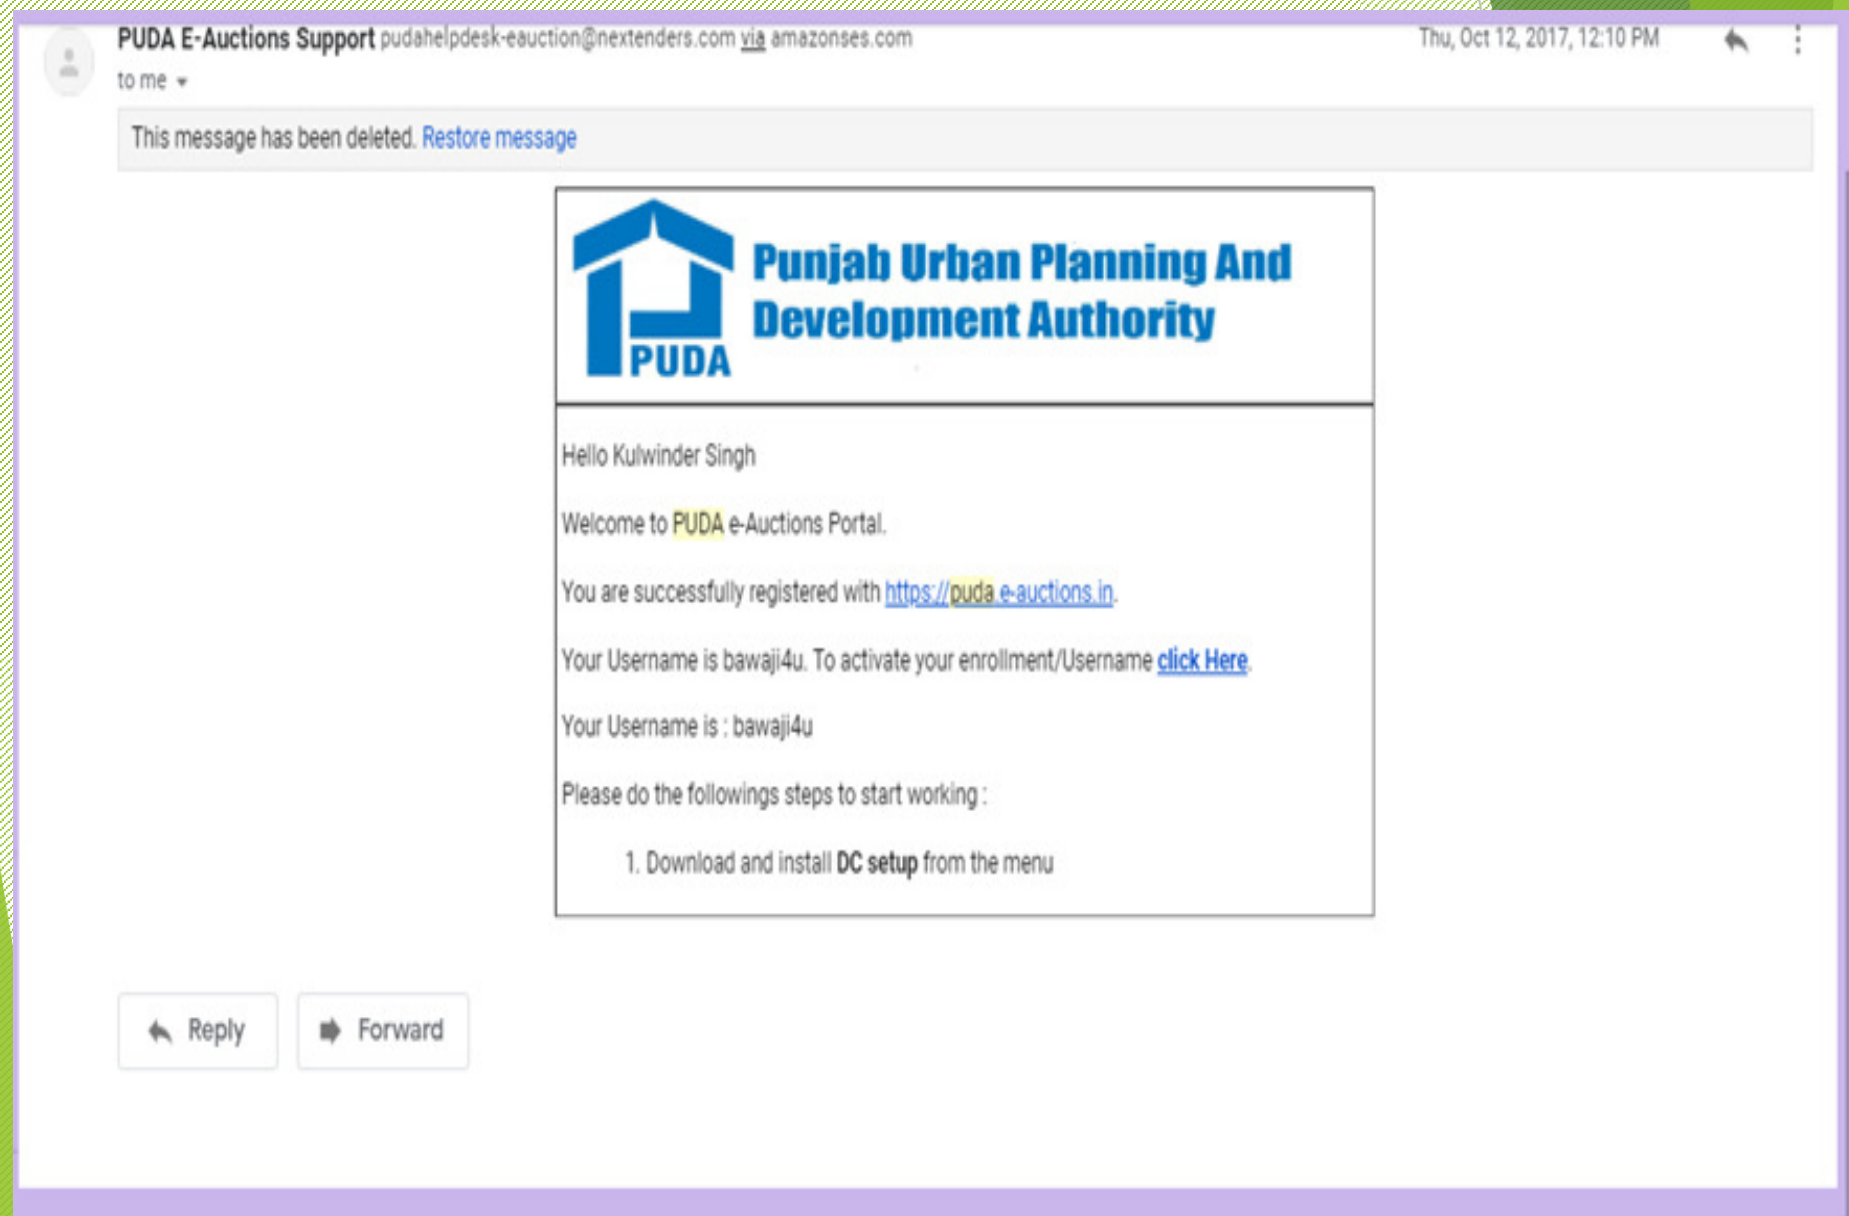 PUDA E-Auctions Support pudahelpdesk-eauction@nextenders.com via amazonses.com Thu, Oct 12, 2017, 12:10 PM
to me
This message has been deleted. Restore message
Punjab Urban Planning And
Development Authority
PUDA
Hello Kulwinder Singh
Welcome to PUDA e-Auctions Portal.
You are successfully registered with https://puda.e-auctions.in.
Your Username is bawaji4u. To activate your enrollment/Username click Here.
Your Username is : bawaji4u
Please do the followings steps to start working :
1. Download and install DC setup from the menu
Reply Forward